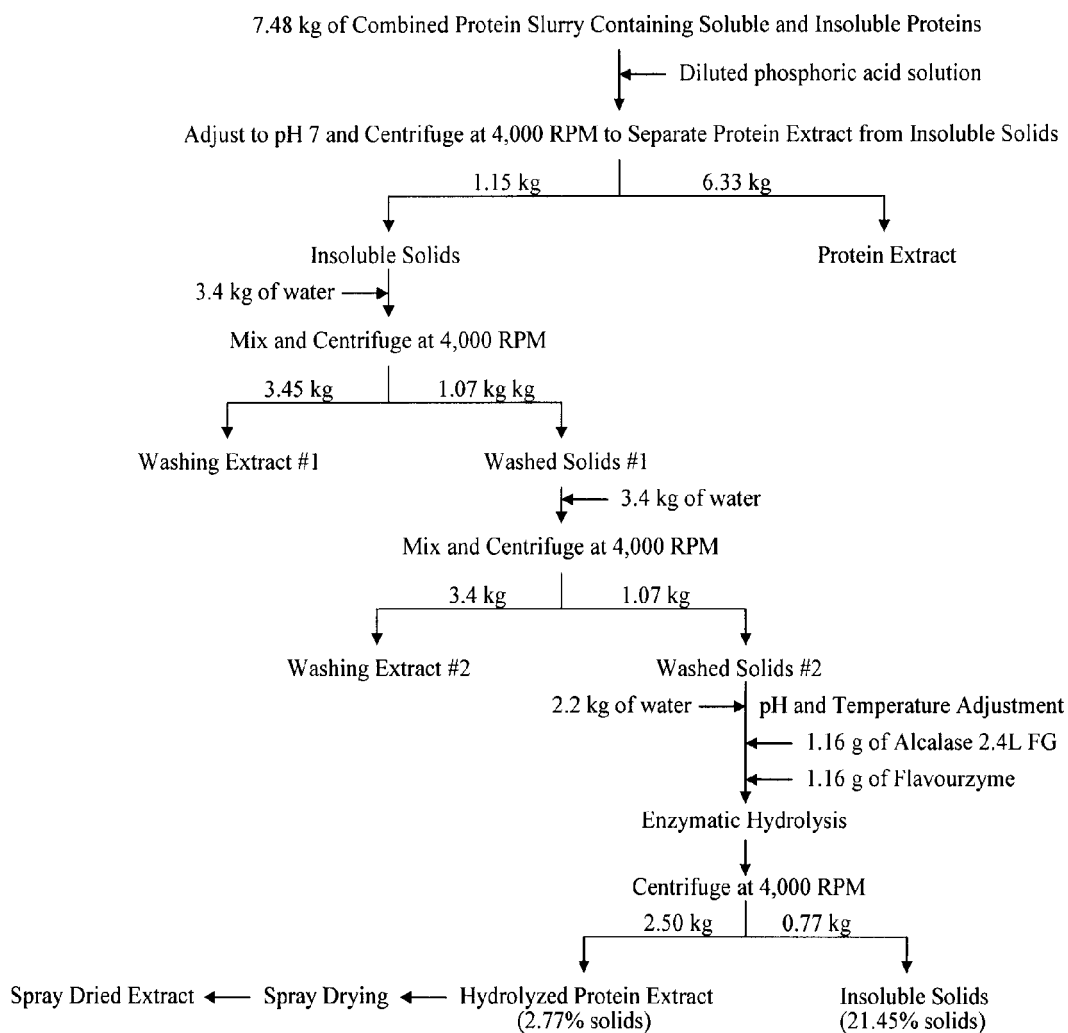 7.48 kg of Combined Protein Slurry Containing Soluble and Insoluble Proteins
Diluted phosphoric acid solution
Adjust to pH 7 and Centrifuge at 4,000 RPM to Separate Protein Extract from Insoluble Solids
1.15 kg
6.33 kg
Insoluble Solids
Protein Extract
3.4 kg of water
Mix and Centrifuge at 4,000 RPM
3.45 kg
1.07 kg kg
Washing Extract #1
Washed Solids #1
3.4 kg of water
Mix and Centrifuge at 4,000 RPM
3.4 kg
1.07 kg
Washing Extract #2
Washed Solids #2
2.2 kg of water
pH and Temperature Adjustment
1.16 g of Alcalase 2.4L FG
1.16 g of Flavourzyme
Enzymatic Hydrolysis
Centrifuge at 4,000 RPM
2.50 kg
0.77 kg
Spray Dried Extract
Spray Drying
Hydrolyzed Protein Extract
(2.77% solids)
Insoluble Solids
(21.45% solids)